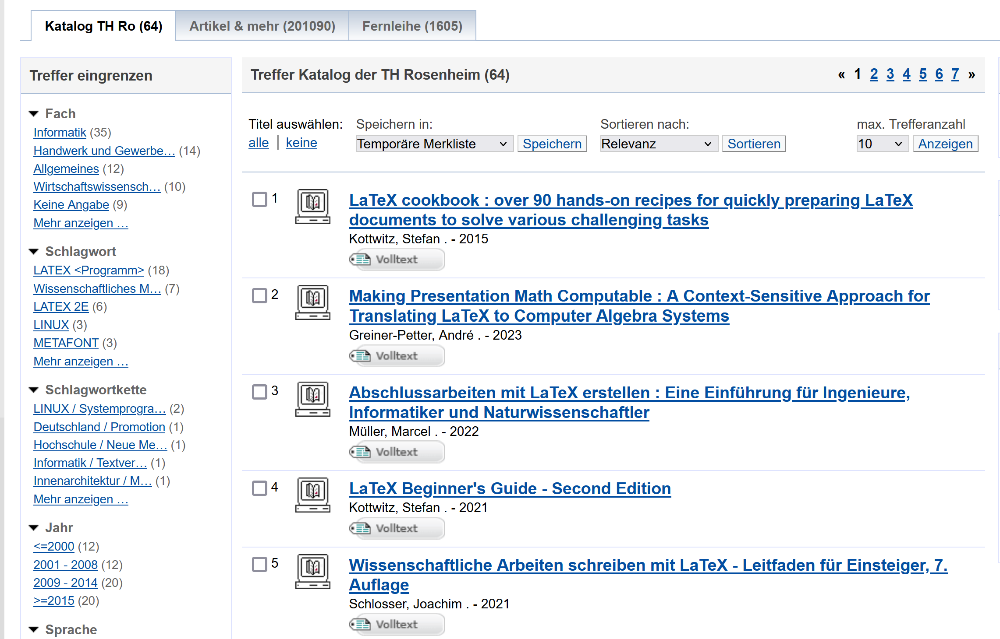 Katalog TH Ro (64)
Artikel & mehr (201090)
Fernleihe (1605)
Treffer eingrenzen
Fach
Informatik (35)
Handwerk und Gewerbe… (14)
Allgemeines (12)
Wirtschaftswissensch… (10)
Keine Angabe (9)
Mehr anzeigen …
Schlagwort
LATEX <Programm> (18)
Wissenschaftliches M… (7)
LATEX 2E (6)
LINUX (3)
METAFONT (3)
Mehr anzeigen …
Schlagwortkette
LINUX / Systemprogra… (2)
Deutschland / Promotion (1)
Hochschule / Neue Me… (1)
Informatik / Textver… (1)
Innenarchitektur / M… (1)
Mehr anzeigen …
Jahr
<=2000 (12)
2001 - 2008 (12)
2009 - 2014 (20)
>=2015 (20)
Sprache
Treffer Katalog der TH Rosenheim (64)
« 1 2 3 4 5 6 7 »
Titel auswählen:
alle | keine
Speichern in:
Temporäre Merkliste Speichern
Sortieren nach:
Relevanz Sortieren
max. Trefferanzahl
10 Anzeigen
1
LaTeX cookbook : over 90 hands-on recipes for quickly preparing LaTeX
documents to solve various challenging tasks
Kottwitz, Stefan . - 2015
Volltext
2
Making Presentation Math Computable : A Context-Sensitive Approach for
Translating LaTeX to Computer Algebra Systems
Greiner-Petter, André . - 2023
Volltext
3
Abschlussarbeiten mit LaTeX erstellen : Eine Einführung für Ingenieure,
Informatiker und Naturwissenschaftler
Müller, Marcel . - 2022
Volltext
4
LaTeX Beginner's Guide - Second Edition
Kottwitz, Stefan . - 2021
Volltext
5
Wissenschaftliche Arbeiten schreiben mit LaTeX - Leitfaden für Einsteiger, 7.
Auflage
Schlosser, Joachim . - 2021
Volltext